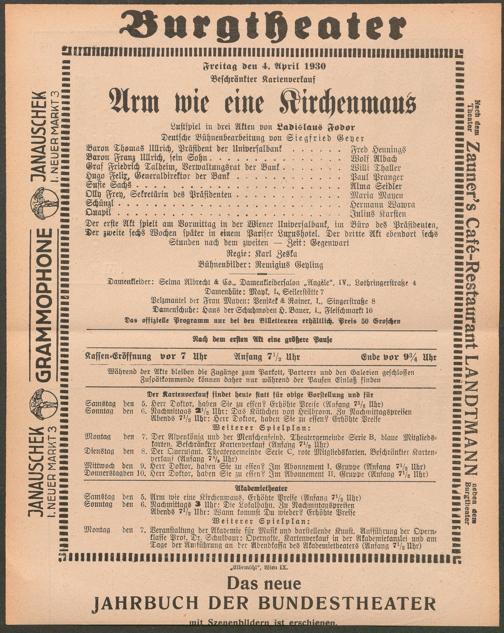 Burgtheater
Freitag den 4. April 1930
Beschränkter Kartenverkauf
Arm wie eine Kirchenmaus
Lustspiel in drei Akten von Ladislaus Fodor
Deutsche Bühnenbearbeitung von Siegfried Geyer
Baron Thomas Ullrich, Präsident der Universalbank . . . . . . Fred Hennings
Baron Franz Ullrich, sein Sohn . . . . . . Wolf Albach
Graf Friedrich Talheim, Verwaltungsrat der Bank . . . . . . Willi Thaller
Hugo Feliz, Generaldirektor der Bank . . . . . . Paul Pranger
Susie Sachs . . . . . . Alma Seidler
Olly Frey, Sekretärin des Präsidenten . . . . . . Maria Mayen
Schünzl . . . . . . Hermann Wawra
Quapil . . . . . . Julius Karsten
Der erste Akt spielt am Vormittag in der Wiener Universalbank, im Büro des Präsidenten,
Der zweite sechs Wochen später in einem Pariser Luxushotel. Der dritte Akt ebendort sechs
Stunden nach dem zweiten — Zeit: Gegenwart
Regie: Karl Zeska
Bühnenbilder: Remigius Geyling
Damenkleider: Selma Albrecht & Co., Damenkleidersalon „Angèle", IV., Lothringerstraße 4
Damenhüte: Mayf, I., Seilerstätte 7
Pelzmantel der Frau Mayen: Penizek & Rainer, I., Singerstraße 8
Damenschuhe: Haus der Schuhmoden H. Bauer, I., Fleischmarkt 10
Das offizielle Programm nur bei den Billetteuren erhältlich. Preis 50 Groschen
Nach dem ersten Akt eine größere Pause
Kassen-Eröffnung vor 7 Uhr Anfang 7½ Uhr Ende vor 9¾ Uhr
Während der Akte bleiben die Zugänge zum Parkett, Parterre und den Galerien geschlossen
Zuspätkommende können daher nur während der Pausen Einlaß finden
Der Kartenverkauf findet heute statt für obige Vorstellung und für
Samstag den 5. Herr Doktor, haben Sie zu essen? Erhöhte Preise (Anfang 7½ Uhr)
Sonntag den 6. Nachmittags 2½ Uhr: Das Käthchen von Heilbronn. Zu Nachmittagspreisen
Abends 7½ Uhr: Herr Doktor, haben Sie zu essen? Erhöhte Preise
Weiterer Spielplan:
Montag den 7. Der Alpenkönig und der Menschenfeind. Theatergemeinde Serie B, blaue Mitglieds-
karten, Beschränkter Kartenverkauf (Anfang 7½ Uhr)
Dienstag den 8. Der Querulant. Theatergemeinde Serie C, rote Mitgliedskarten, Beschränkter Karten-
verkauf (Anfang 7½ Uhr)
Mittwoch den 9. Herr Doktor, haben Sie zu essen? Im Abonnement I. Gruppe (Anfang 7½ Uhr)
Donnerstag den 10. Herr Doktor, haben Sie zu essen? Im Abonnement II. Gruppe (Anfang 7½ Uhr)
Akademietheater
Samstag den 5. Arm wie eine Kirchenmaus. Erhöhte Preise (Anfang 7½ Uhr)
Sonntag den 6. Nachmittags 3 Uhr: Die Lokalbahn. Zu Nachmittagspreisen
Abends 7½ Uhr: Wann kommst du wieder? Erhöhte Preise
Weiterer Spielplan:
Montag den 7. Veranstaltung der Akademie für Musik und darstellende Kunst. Aufführung der Opern-
klasse Prof. Dr. Schulbaur: Opernakte, Kartenverkauf in der Akademiekanzlei und am
Tage der Aufführung an der Abendkassa des Akademietheaters (Anfang 7½ Uhr)
„Elbemühl", Wien IX.
Das neue
JAHRBUCH DER BUNDESTHEATER
mit Szenenbildern ist erschienen.
JANAUSCHEK
I. NEUER MARKT 3
GRAMMOPHONE
JANAUSCHEK
I. NEUER MARKT 3
Nach dem
Theater
Zauner's Café-Restaurant LANDTMANN
neben dem
Burgtheater